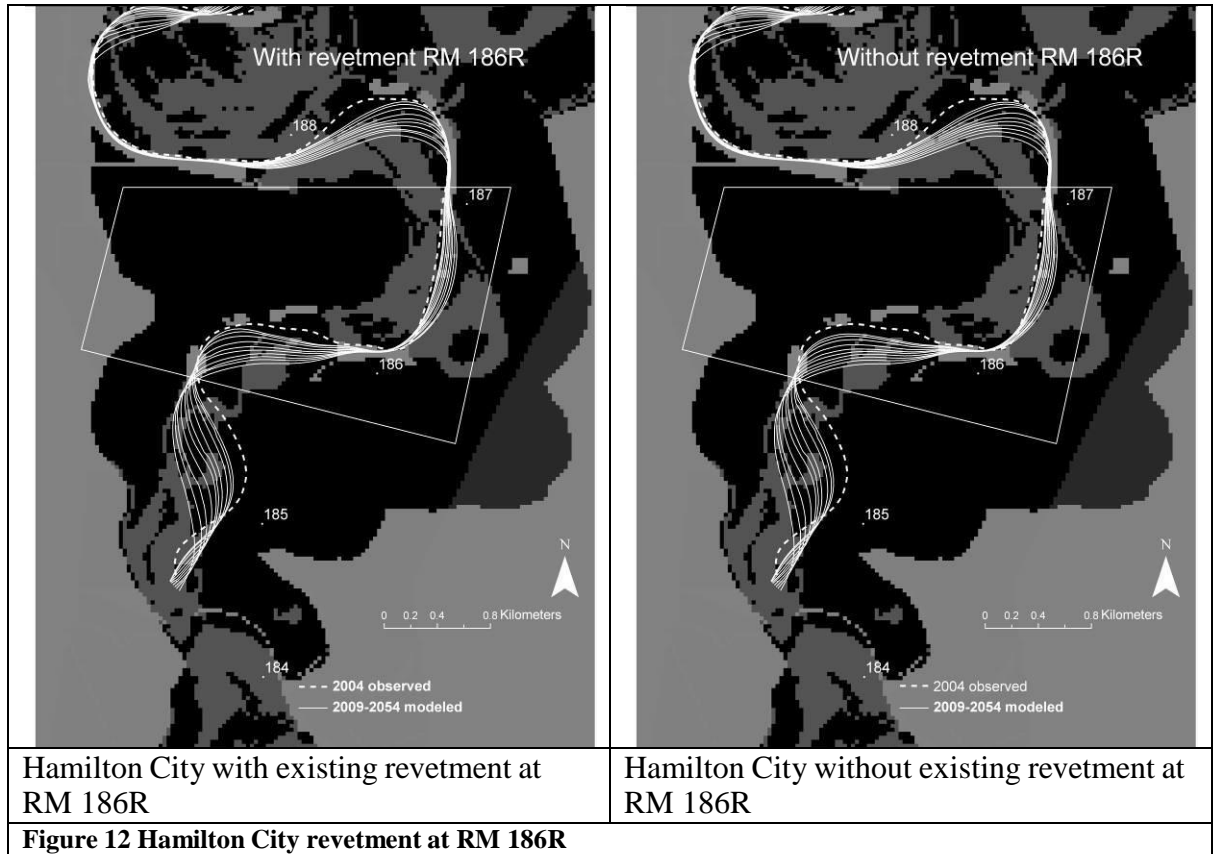 With revetment RM 186R
188
187
186
185
N
0 0.2 0.4 0.8 Kilometers
184
2004 observed
2009-2054 modeled
Without revetment RM 186R
188
187
186
185
N
0 0.2 0.4 0.8 Kilometers
184
2004 observed
2009-2054 modeled
Hamilton City with existing revetment at
RM 186R
Hamilton City without existing revetment at
RM 186R
Figure 12 Hamilton City revetment at RM 186R